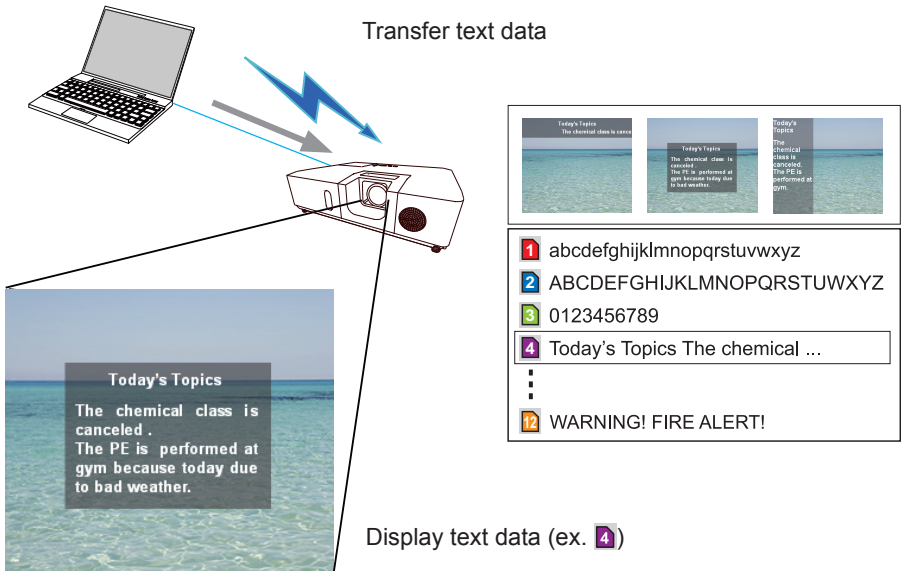 Transfer text data
Today's Topics
The chemical class is cance
Today's Topics
The chemical class is
canceled .
The PE is performed at
gym because today due
to bad weather.
Today's
Topics
The
chemical
class is
canceled.
The PE is
performed at
gym.
1 abcdefghijklmnopqrstuvwxyz
2 ABCDEFGHIJKLMNOPQRSTUWXYZ
3 0123456789
4 Today's Topics The chemical ...
12 WARNING! FIRE ALERT!
Today's Topics
The chemical class is
canceled .
The PE is performed at
gym because today due
to bad weather.
Display text data (ex. 4)